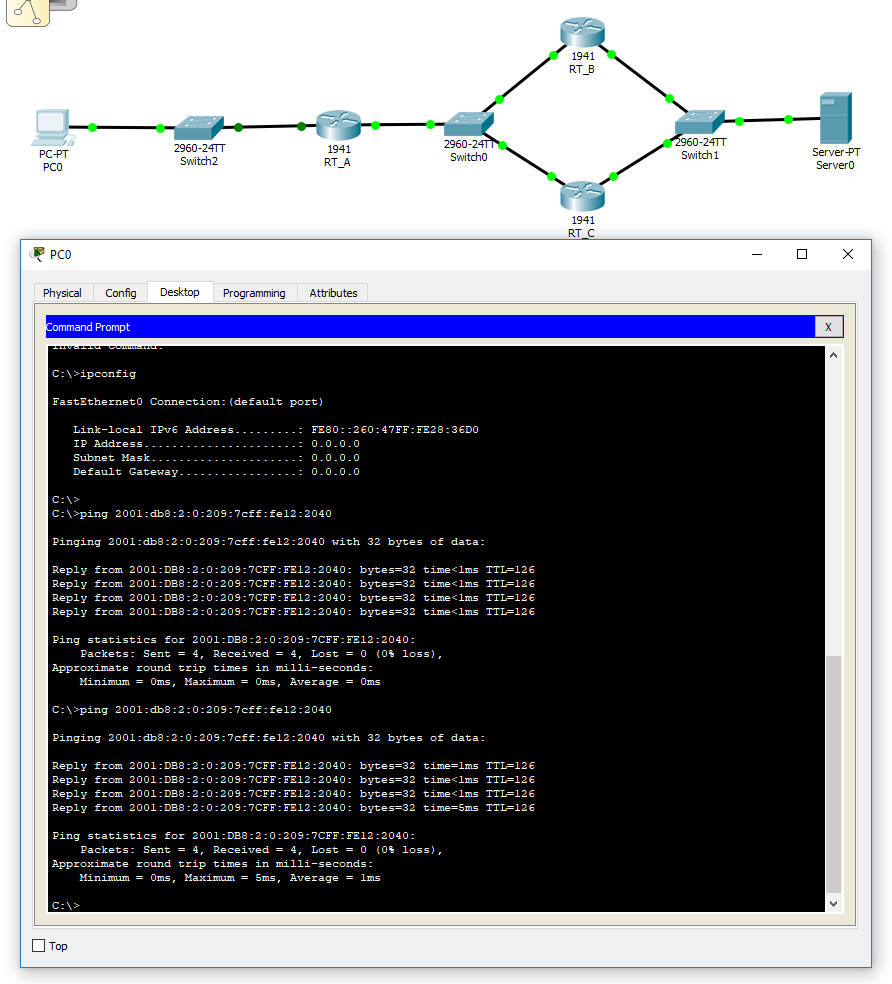 1941
RT_B
PC-PT
PC0
2960-24TT
Switch2
1941
RT_A
2960-24TT
Switch0
2960-24TT
Switch1
Server-PT
Server0
1941
RT_C
PC0
Physical Config Desktop Programming Attributes
Command Prompt X
Invalid Command.
C:\>ipconfig
FastEthernet0 Connection:(default port)
Link-local IPv6 Address.........: FE80::260:47FF:FE28:36D0
IP Address......................: 0.0.0.0
Subnet Mask.....................: 0.0.0.0
Default Gateway.................: 0.0.0.0
C:\>
C:\>ping 2001:db8:2:0:209:7cff:fe12:2040
Pinging 2001:db8:2:0:209:7cff:fe12:2040 with 32 bytes of data:
Reply from 2001:DB8:2:0:209:7CFF:FE12:2040: bytes=32 time<1ms TTL=126
Reply from 2001:DB8:2:0:209:7CFF:FE12:2040: bytes=32 time<1ms TTL=126
Reply from 2001:DB8:2:0:209:7CFF:FE12:2040: bytes=32 time<1ms TTL=126
Reply from 2001:DB8:2:0:209:7CFF:FE12:2040: bytes=32 time<1ms TTL=126
Ping statistics for 2001:DB8:2:0:209:7CFF:FE12:2040:
Packets: Sent = 4, Received = 4, Lost = 0 (0% loss),
Approximate round trip times in milli-seconds:
Minimum = 0ms, Maximum = 0ms, Average = 0ms
C:\>ping 2001:db8:2:0:209:7cff:fe12:2040
Pinging 2001:db8:2:0:209:7cff:fe12:2040 with 32 bytes of data:
Reply from 2001:DB8:2:0:209:7CFF:FE12:2040: bytes=32 time=1ms TTL=126
Reply from 2001:DB8:2:0:209:7CFF:FE12:2040: bytes=32 time<1ms TTL=126
Reply from 2001:DB8:2:0:209:7CFF:FE12:2040: bytes=32 time<1ms TTL=126
Reply from 2001:DB8:2:0:209:7CFF:FE12:2040: bytes=32 time=5ms TTL=126
Ping statistics for 2001:DB8:2:0:209:7CFF:FE12:2040:
Packets: Sent = 4, Received = 4, Lost = 0 (0% loss),
Approximate round trip times in milli-seconds:
Minimum = 0ms, Maximum = 5ms, Average = 1ms
C:\>
Top